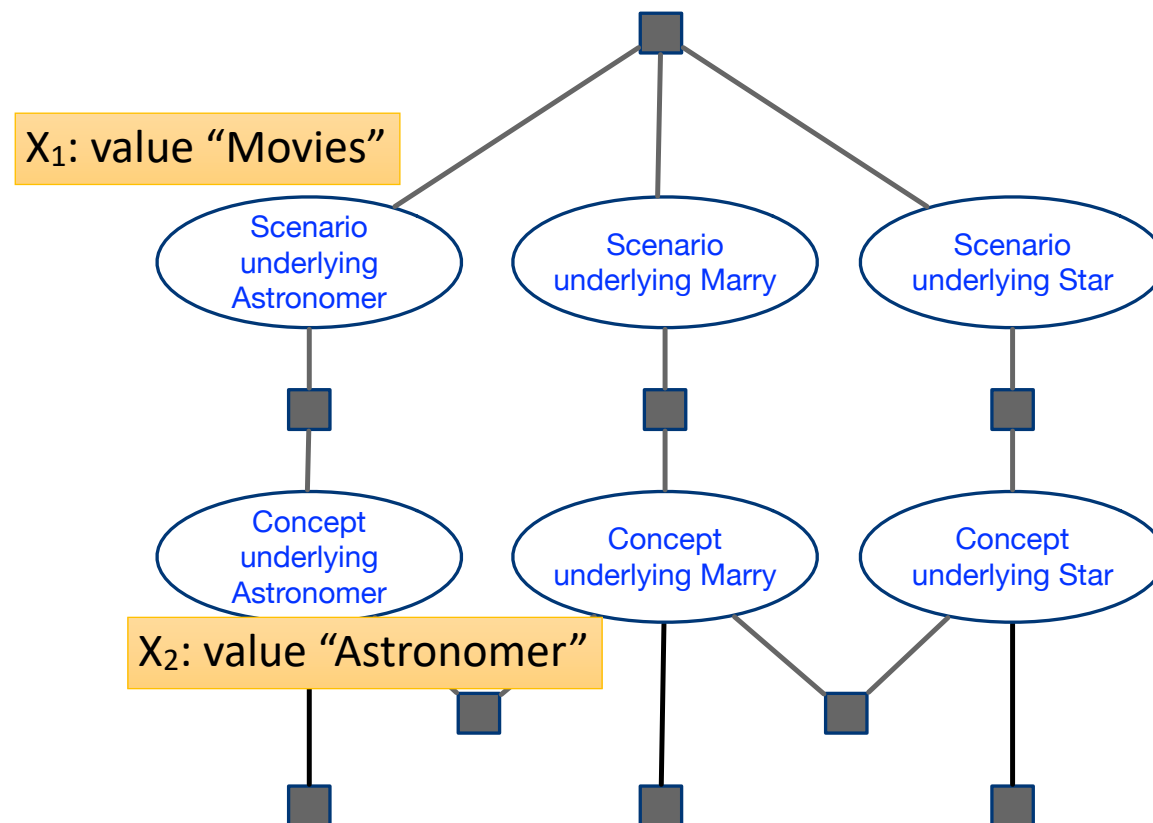 X₁: value “Movies”
Scenario
underlying
Astronomer
Scenario
underlying Marry
Scenario
underlying Star
Concept
underlying
Astronomer
Concept
underlying Marry
Concept
underlying Star
X₂: value “Astronomer”